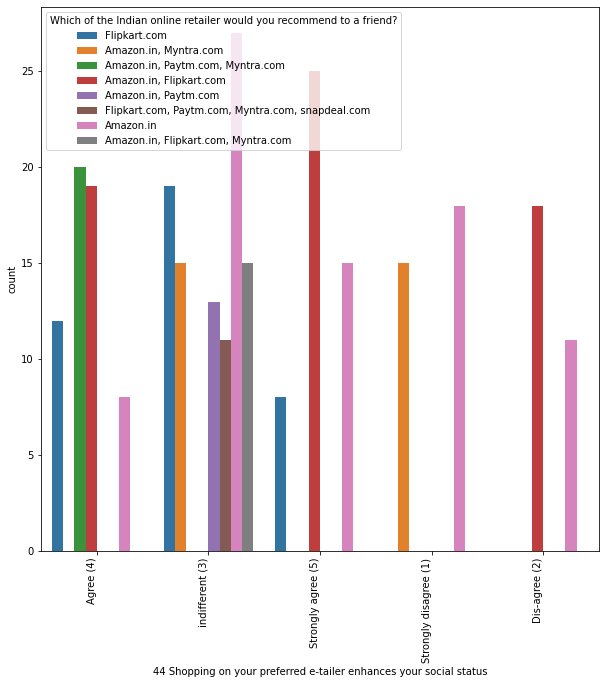 Which of the Indian online retailer would you recommend to a friend?
Flipkart.com
Amazon.in, Myntra.com
Amazon.in, Paytm.com, Myntra.com
Amazon.in, Flipkart.com
Amazon.in, Paytm.com
Flipkart.com, Paytm.com, Myntra.com, snapdeal.com
Amazon.in
Amazon.in, Flipkart.com, Myntra.com
25
20
15
10
5
0
count
Agree (4)
indifferent (3)
Strongly agree (5)
Strongly disagree (1)
Dis-agree (2)
44 Shopping on your preferred e-tailer enhances your social status